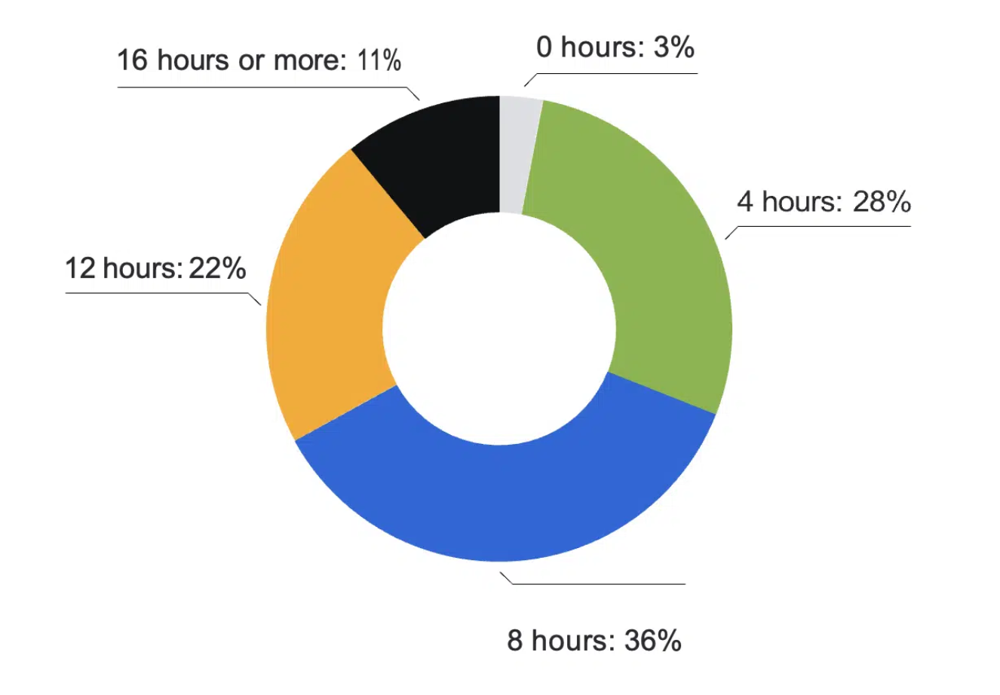 0 hours: 3%
16 hours or more: 11%
4 hours: 28%
12 hours: 22%
8 hours: 36%